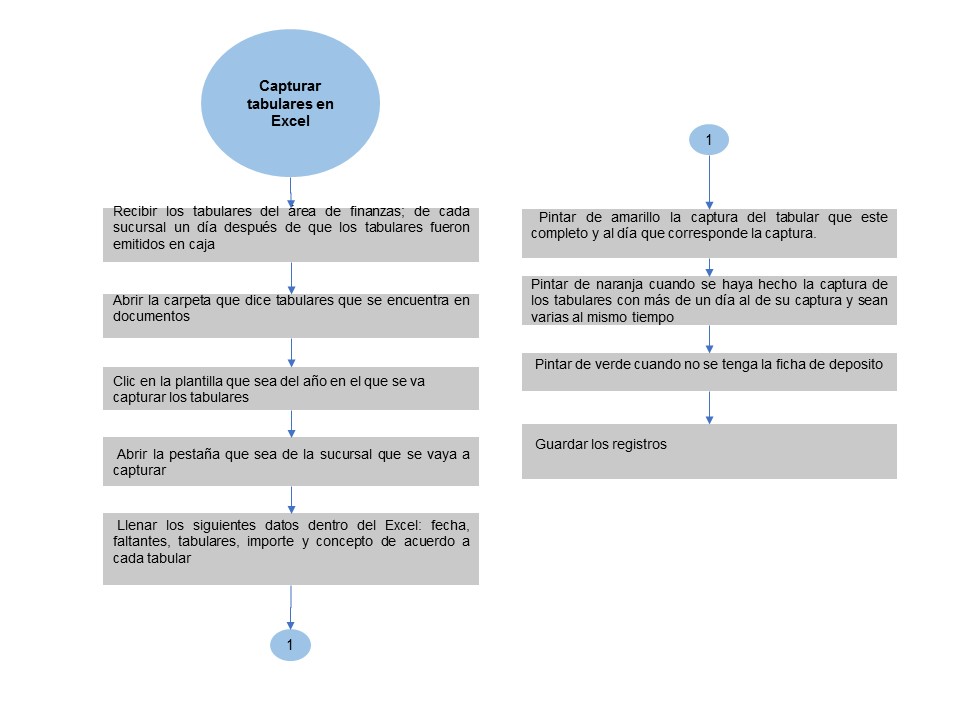 Capturar
tabulares en
Excel
Recibir los tabulares del área de finanzas; de cada
sucursal un día después de que los tabulares fueron
emitidos en caja
Abrir la carpeta que dice tabulares que se encuentra en
documentos
Clic en la plantilla que sea del año en el que se va
capturar los tabulares
Abrir la pestaña que sea de la sucursal que se vaya a
capturar
Llenar los siguientes datos dentro del Excel: fecha,
faltantes, tabulares, importe y concepto de acuerdo a
cada tabular
1
1
Pintar de amarillo la captura del tabular que este
completo y al día que corresponde la captura.
Pintar de naranja cuando se haya hecho la captura de
los tabulares con más de un día al de su captura y sean
varias al mismo tiempo
Pintar de verde cuando no se tenga la ficha de deposito
Guardar los registros